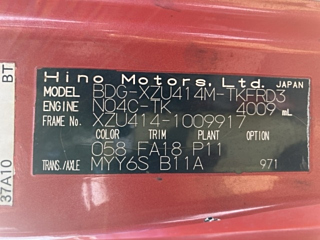 Hino Motors, Ltd. JAPAN
MODEL BDG-XZU414M-TKFRD3
ENGINE N04C-TK 4009 mL
FRAME No. XZU414-1009917
COLOR TRIM PLANT OPTION
058 FA18 P11
TRANS./AXLE MYY6S B11A 971
BT
37A10